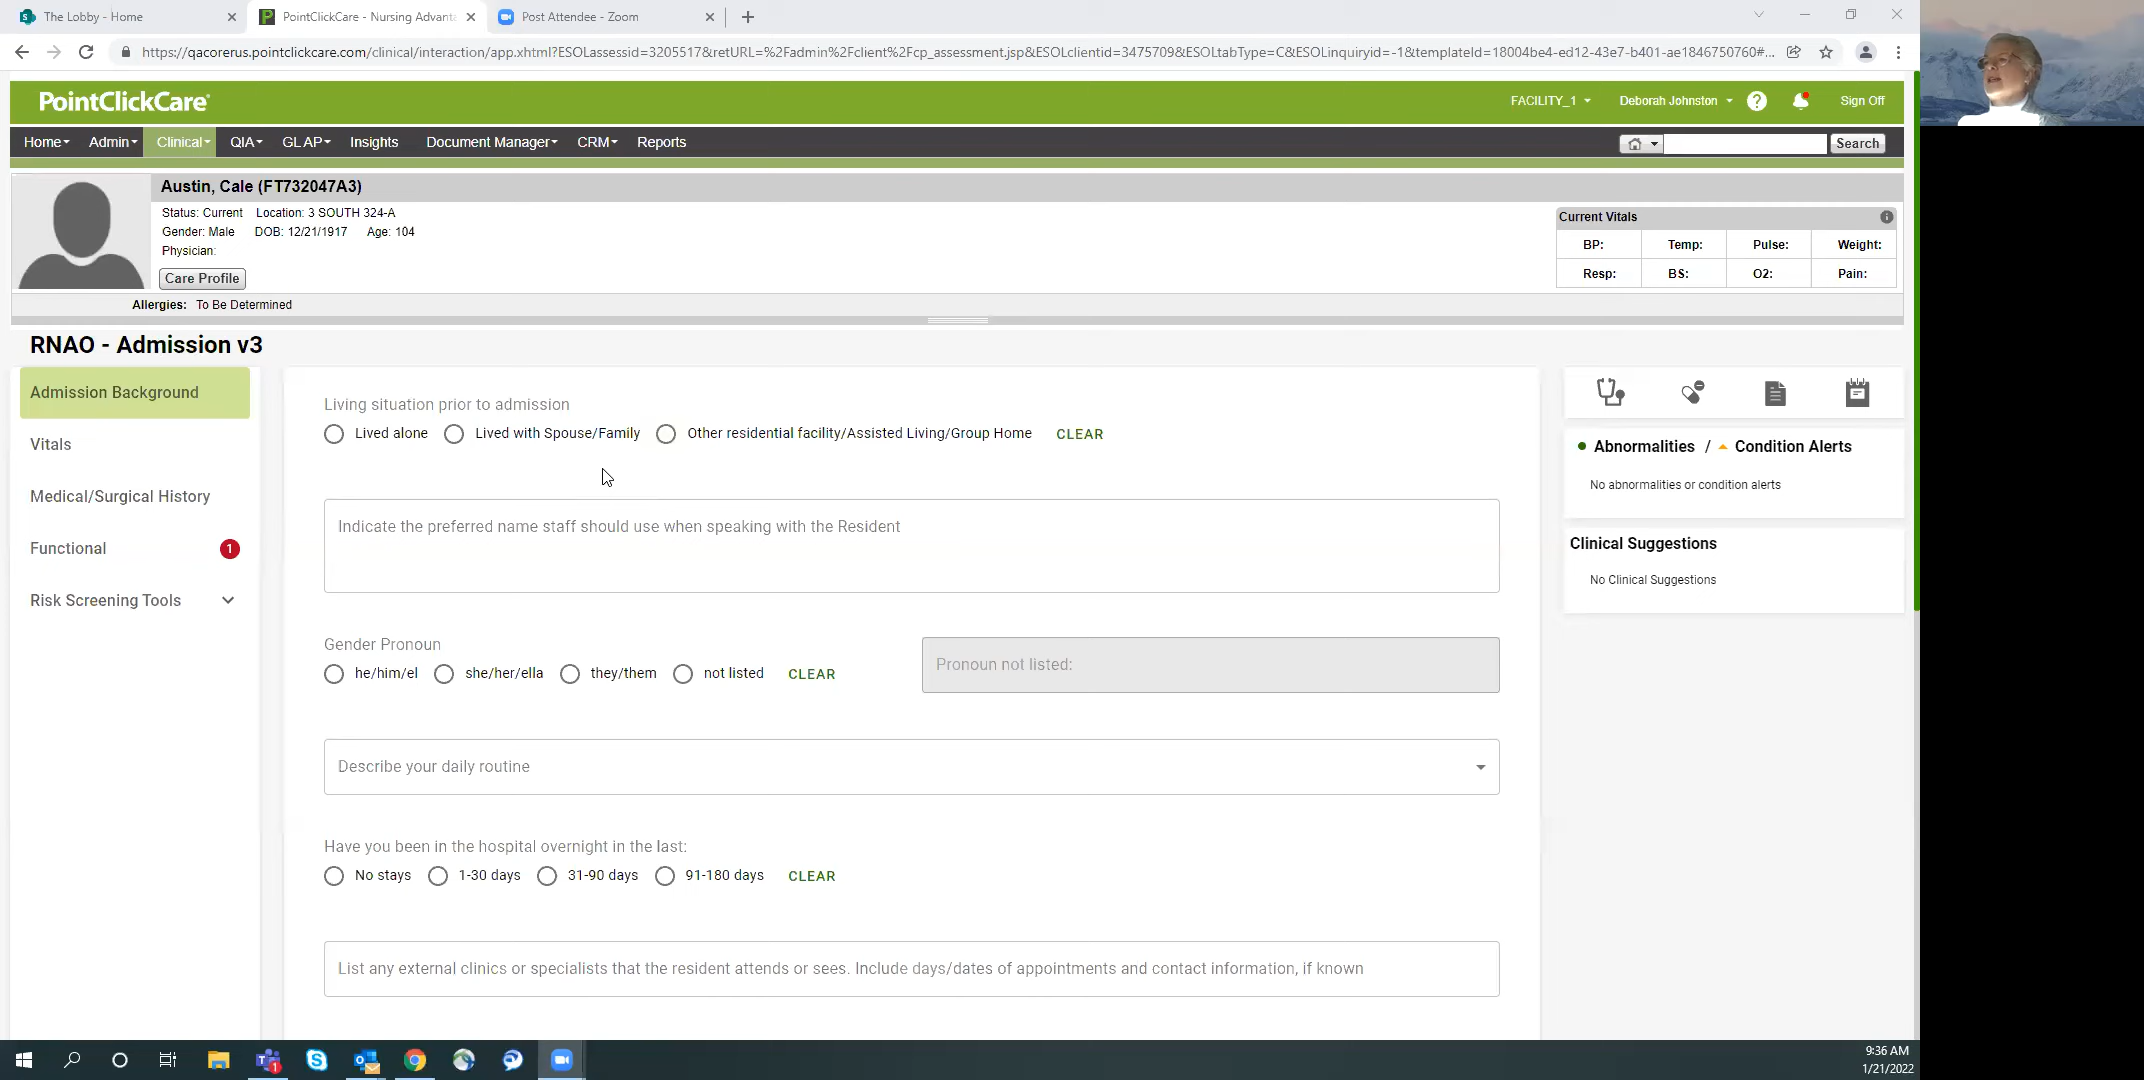 The Lobby - Home
PointClickCare - Nursing Advanta
Post Attendee - Zoom
https://qacorerus.pointclickcare.com/clinical/interaction/app.xhtml?ESOLassessid=3205517&retURL=%2Fadmin%2Fclient%2Fcp_assessment.jsp&ESOLclientid=3475709&ESOLtabType=C&ESOLinquiryid=-1&templateId=18004be4-ed12-43e7-b401-ae1846750760#...
PointClickCare®
FACILITY_1
Deborah Johnston
Sign Off
Home
Admin
Clinical
QIA
GL AP
Insights
Document Manager
CRM
Reports
Search
Austin, Cale (FT732047A3)
Status: Current Location: 3 SOUTH 324-A
Gender: Male DOB: 12/21/1917 Age: 104
Physician:
Care Profile
Allergies: To Be Determined
Current Vitals
BP: Temp: Pulse: Weight:
Resp: BS: O2: Pain:
RNAO - Admission v3
Admission Background
Vitals
Medical/Surgical History
Functional 1
Risk Screening Tools
Living situation prior to admission
Lived alone Lived with Spouse/Family Other residential facility/Assisted Living/Group Home CLEAR
Indicate the preferred name staff should use when speaking with the Resident
Gender Pronoun
he/him/el she/her/ella they/them not listed CLEAR
Pronoun not listed:
Describe your daily routine
Have you been in the hospital overnight in the last:
No stays 1-30 days 31-90 days 91-180 days CLEAR
List any external clinics or specialists that the resident attends or sees. Include days/dates of appointments and contact information, if known
Abnormalities / Condition Alerts
No abnormalities or condition alerts
Clinical Suggestions
No Clinical Suggestions
9:36 AM
1/21/2022